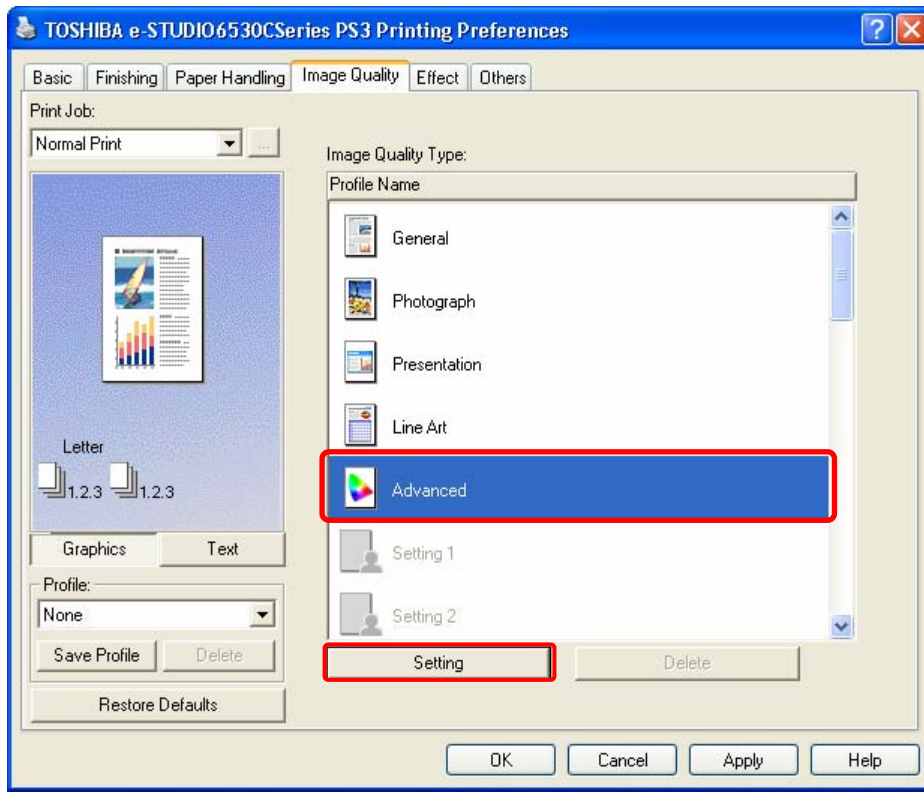 TOSHIBA e-STUDIO6530CSeries PS3 Printing Preferences
Basic Finishing Paper Handling Image Quality Effect Others
Print Job:
Normal Print ...
Image Quality Type:
Profile Name
General
Photograph
Presentation
Line Art
Advanced
Setting 1
Setting 2
Letter
1.2.3 1.2.3
Graphics Text
Profile:
None
Save Profile Delete
Restore Defaults
Setting Delete
OK Cancel Apply Help